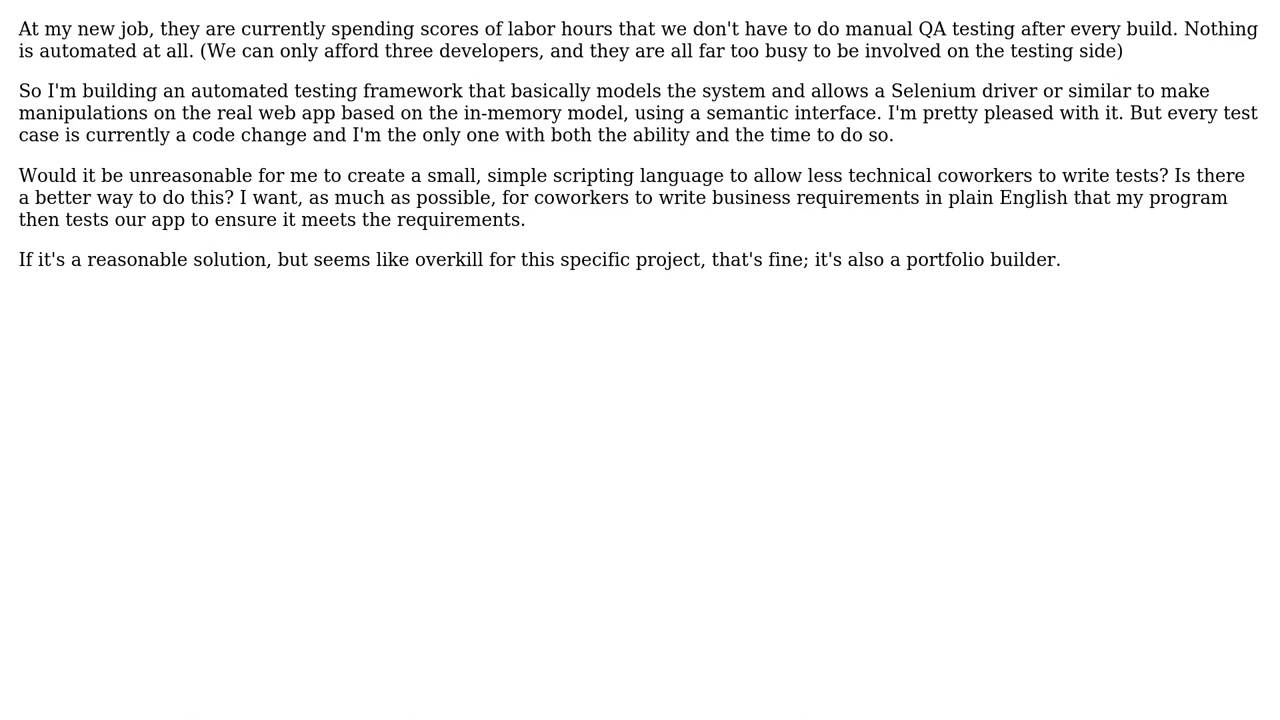 At my new job, they are currently spending scores of labor hours that we don't have to do manual QA testing after every build. Nothing
is automated at all. (We can only afford three developers, and they are all far too busy to be involved on the testing side)
So I'm building an automated testing framework that basically models the system and allows a Selenium driver or similar to make
manipulations on the real web app based on the in-memory model, using a semantic interface. I'm pretty pleased with it. But every test
case is currently a code change and I'm the only one with both the ability and the time to do so.
Would it be unreasonable for me to create a small, simple scripting language to allow less technical coworkers to write tests? Is there
a better way to do this? I want, as much as possible, for coworkers to write business requirements in plain English that my program
then tests our app to ensure it meets the requirements.
If it's a reasonable solution, but seems like overkill for this specific project, that's fine; it's also a portfolio builder.